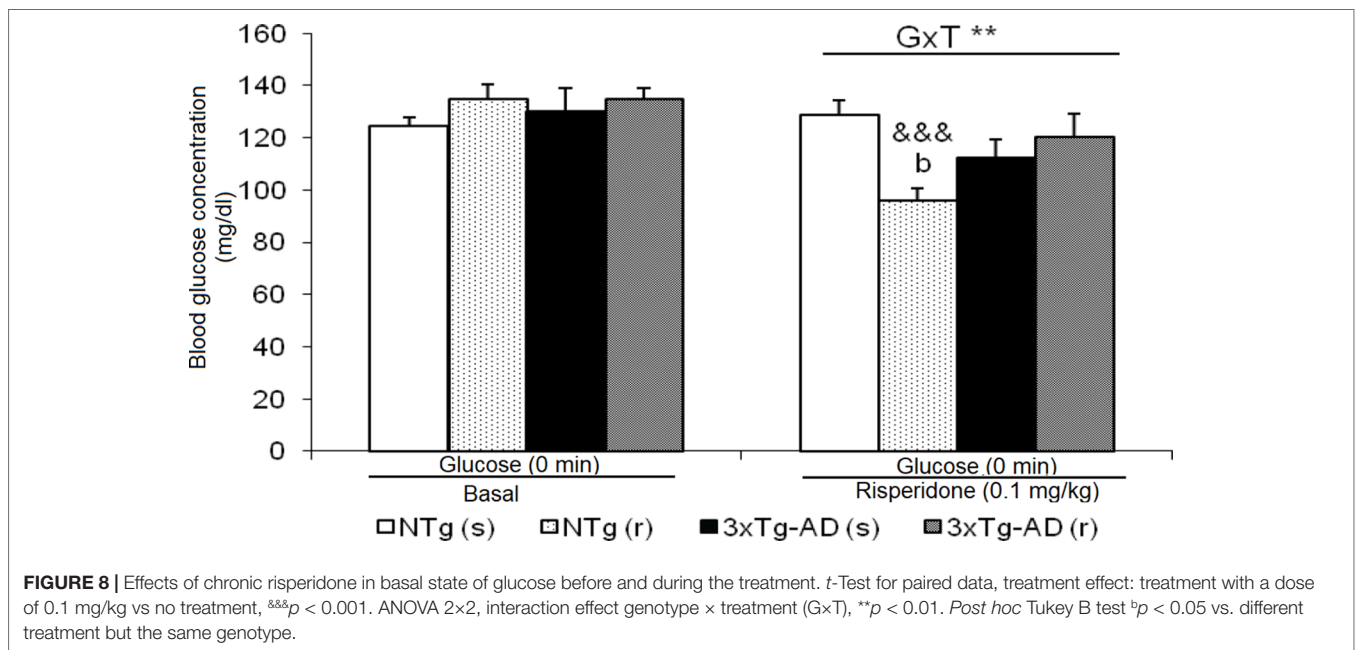 160
140
120
100
80
60
40
20
0
Blood glucose concentration
(mg/dl)
GxT **
&&&
b
Glucose (0 min)
Basal
Glucose (0 min)
Risperidone (0.1 mg/kg)
NTg (s) NTg (r) 3xTg-AD (s) 3xTg-AD (r)
FIGURE 8 | Effects of chronic risperidone in basal state of glucose before and during the treatment. t-Test for paired data, treatment effect: treatment with a dose
of 0.1 mg/kg vs no treatment, &&&p < 0.001. ANOVA 2×2, interaction effect genotype × treatment (G×T), **p < 0.01. Post hoc Tukey B test bp < 0.05 vs. different
treatment but the same genotype.